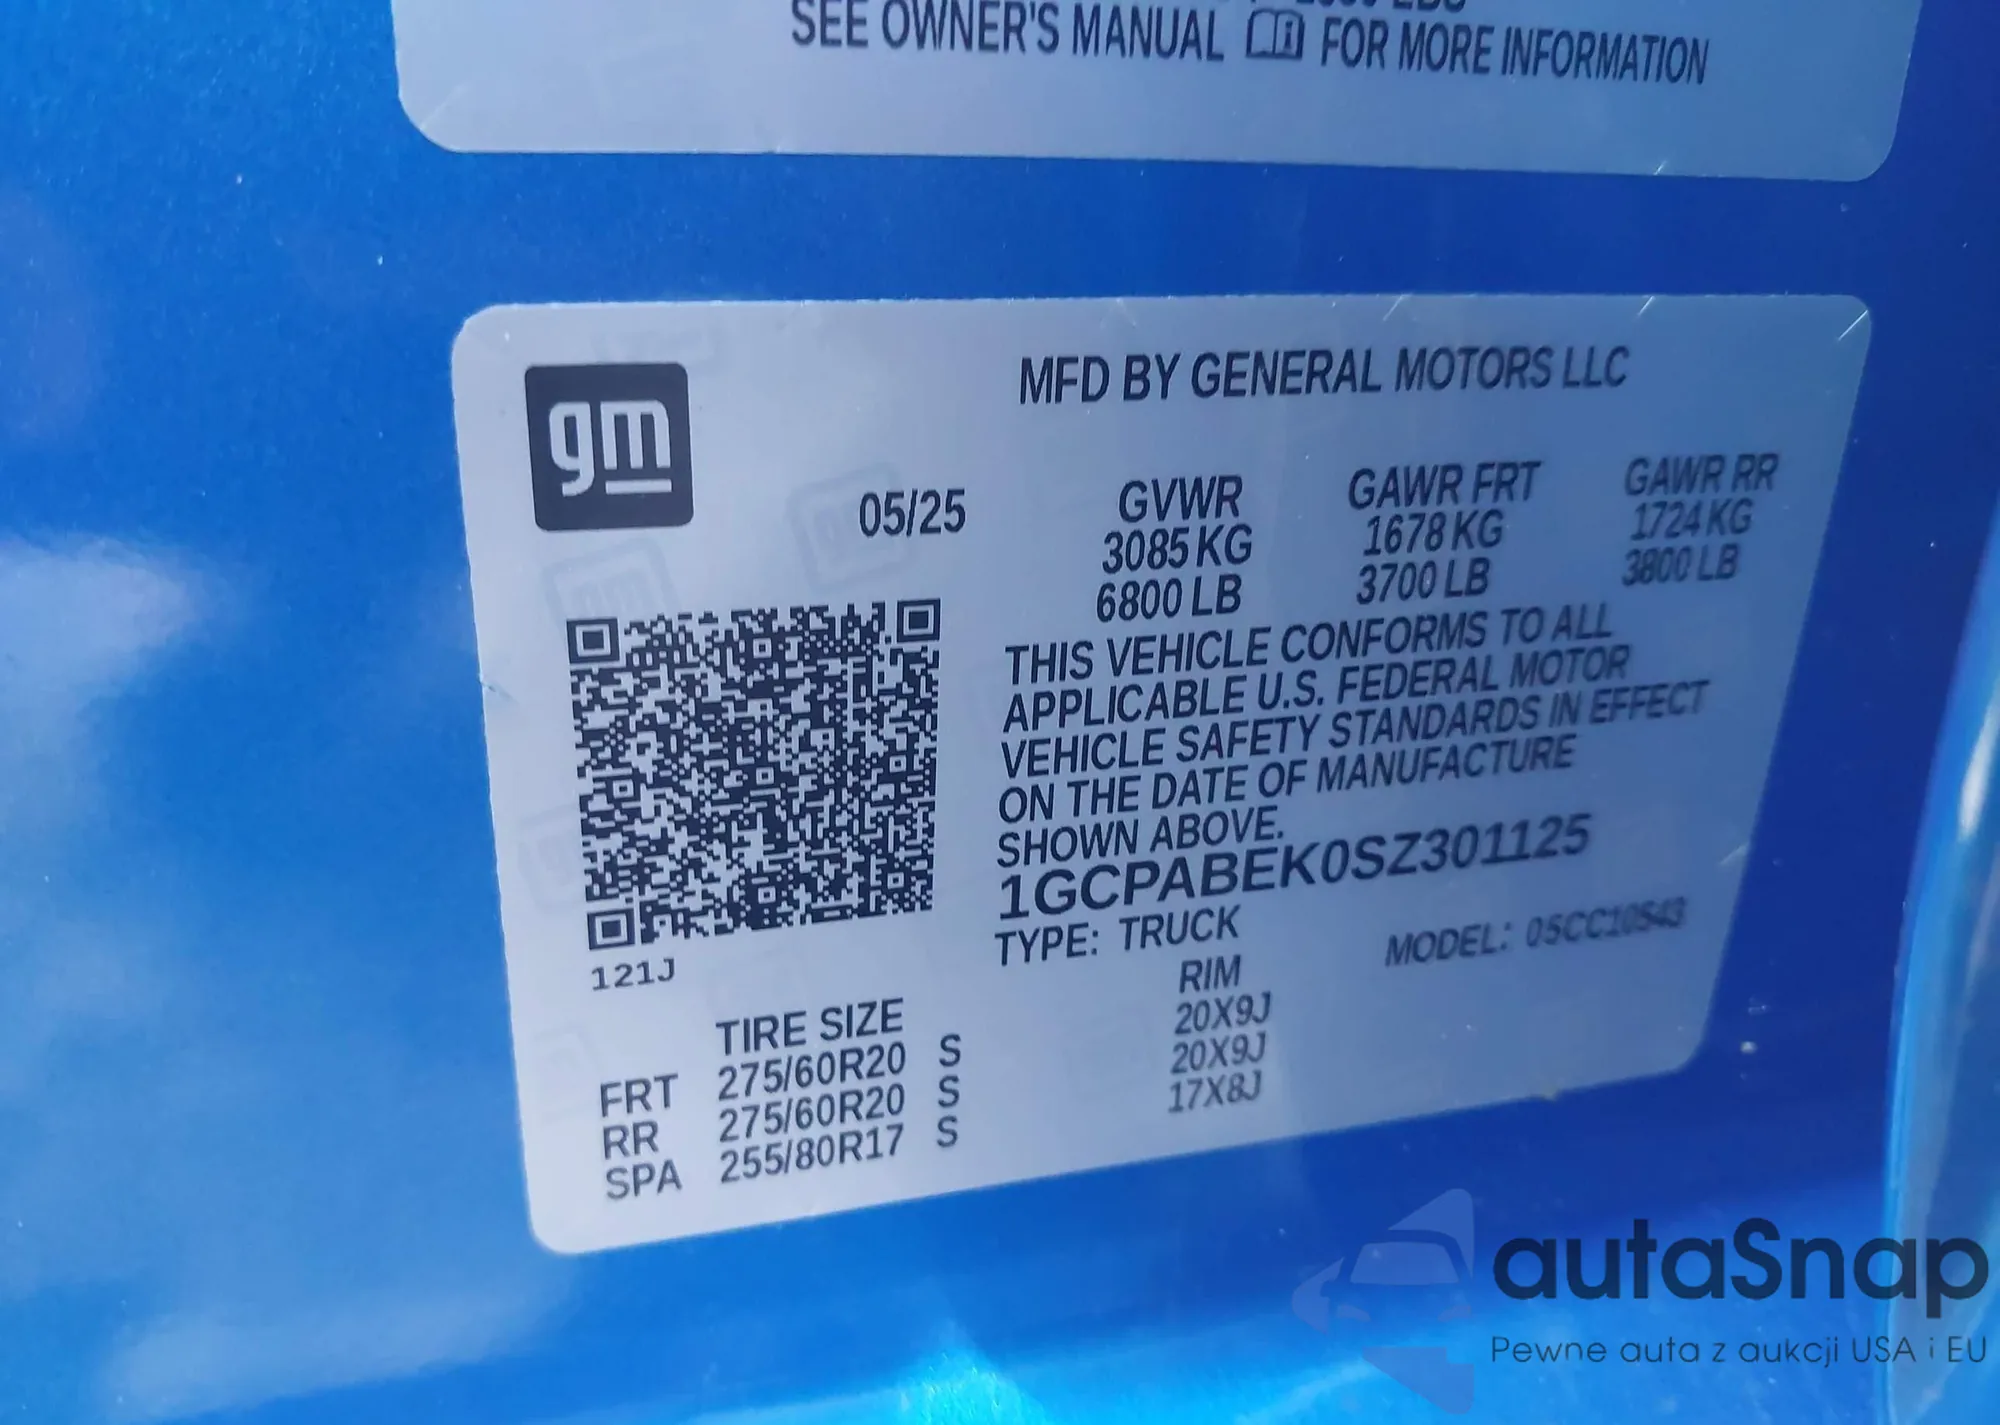 SEE OWNER'S MANUAL FOR MORE INFORMATION
gm
MFD BY GENERAL MOTORS LLC
05/25
GVWR GAWR FRT GAWR RR
3085 KG 1678 KG 1724 KG
6800 LB 3700 LB 3800 LB
THIS VEHICLE CONFORMS TO ALL
APPLICABLE U.S. FEDERAL MOTOR
VEHICLE SAFETY STANDARDS IN EFFECT
ON THE DATE OF MANUFACTURE
SHOWN ABOVE.
1GCPABEK0SZ301125
TYPE: TRUCK MODEL: 05CC10543
121J
TIRE SIZE RIM
FRT 275/60R20 S 20X9J
RR 275/60R20 S 20X9J
SPA 255/80R17 S 17X8J
autaSnap
Pewne auta z aukcji USA i EU